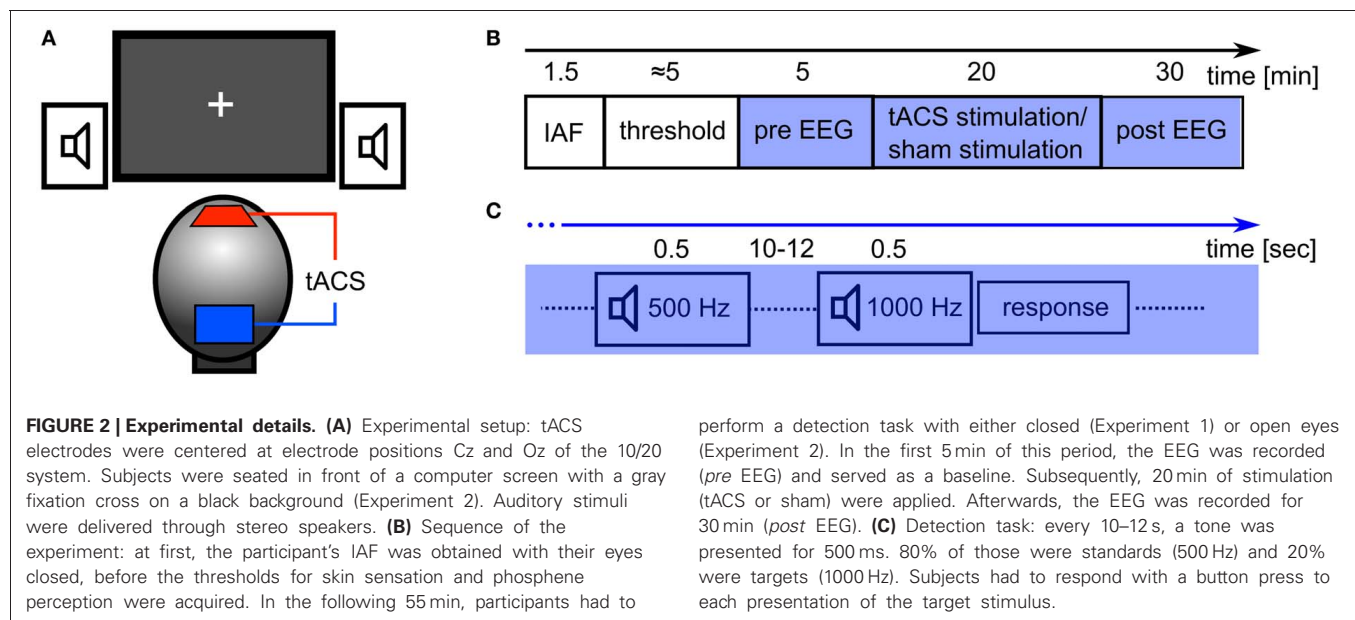 A
tACS
B
1.5 ≈5 5 20 30 time [min]
IAF threshold pre EEG tACS stimulation/ sham stimulation post EEG
C
0.5 10-12 0.5 time [sec]
500 Hz 1000 Hz response
FIGURE 2 | Experimental details. (A) Experimental setup: tACS
electrodes were centered at electrode positions Cz and Oz of the 10/20
system. Subjects were seated in front of a computer screen with a gray
fixation cross on a black background (Experiment 2). Auditory stimuli
were delivered through stereo speakers. (B) Sequence of the
experiment: at first, the participant's IAF was obtained with their eyes
closed, before the thresholds for skin sensation and phosphene
perception were acquired. In the following 55 min, participants had to
perform a detection task with either closed (Experiment 1) or open eyes
(Experiment 2). In the first 5 min of this period, the EEG was recorded
(pre EEG) and served as a baseline. Subsequently, 20 min of stimulation
(tACS or sham) were applied. Afterwards, the EEG was recorded for
30 min (post EEG). (C) Detection task: every 10–12 s, a tone was
presented for 500 ms. 80% of those were standards (500 Hz) and 20%
were targets (1000 Hz). Subjects had to respond with a button press to
each presentation of the target stimulus.